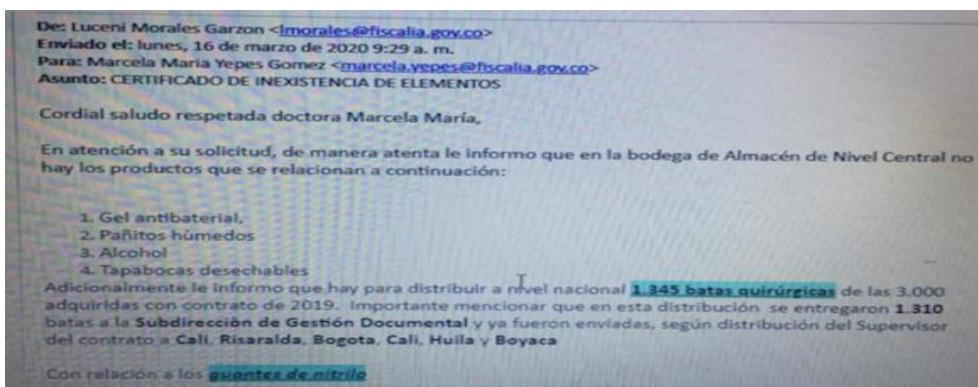 De: Luceni Morales Garzon <lmorales@fiscalia.gov.co>
Enviado el: lunes, 16 de marzo de 2020 9:29 a. m.
Para: Marcela Maria Yepes Gomez <marcela.yepes@fiscalia.gov.co>
Asunto: CERTIFICADO DE INEXISTENCIA DE ELEMENTOS
Cordial saludo respetada doctora Marcela María,
En atención a su solicitud, de manera atenta le informo que en la bodega de Almacén de Nivel Central no
hay los productos que se relacionan a continuación:
1. Gel antibaterial,
2. Pañitos hùmedos
3. Alcohol
4. Tapabocas desechables
Adicionalmente le informo que hay para distribuir a nivel nacional 1.345 batas quirúrgicas de las 3.000
adquiridas con contrato de 2019. Importante mencionar que en esta distribución se entregaron 1.310
batas a la Subdirecciòn de Gestión Documental y ya fueron enviadas, según distribución del Supervisor
del contrato a Cali, Risaralda, Bogota, Cali, Huila y Boyaca
Con relación a los guantes de nitrilo